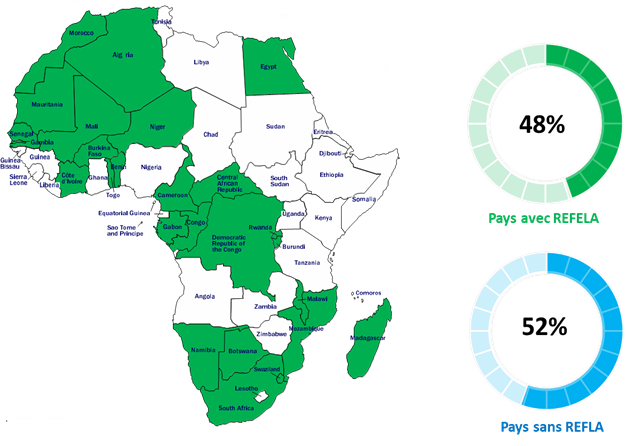 Tunisia
Morocco
Alg ria
Libya
Egypt
Mauritania
Mali
Niger
Chad
Sudan
Eritrea
Senegal
Gambia
Guinea
Bissau
Guinea
Burkina
Faso
Benin
Nigeria
Djibouti
Sierra
Leone
Liberia
Côte
d'Ivoire
Ghana
Togo
Cameroon
Central
African
Republic
South
Sudan
Ethiopia
Somalia
Equatorial Guinea
Sao Tome
and Principe
Gabon
Congo
Democratic
Republic of
the Congo
Rwanda
Uganda
Kenya
Burundi
Tanzania
Angola
Zambia
Malawi
Comoros
Mozambique
Zimbabwe
Madagascar
Namibia
Botswana
Swaziland
Lesotho
South Africa
48%
Pays avec REFELA
52%
Pays sans REFLA